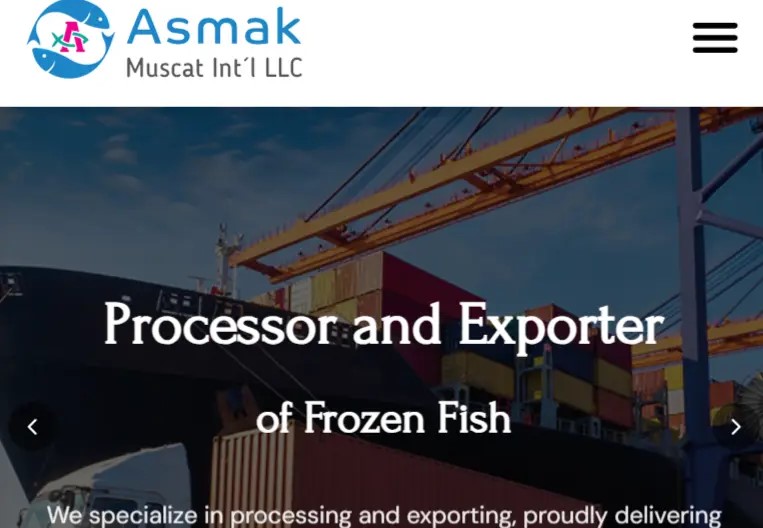 Asmak
Muscat Int´l LLC
Processor and Exporter
of Frozen Fish
We specialize in processing and exporting, proudly delivering